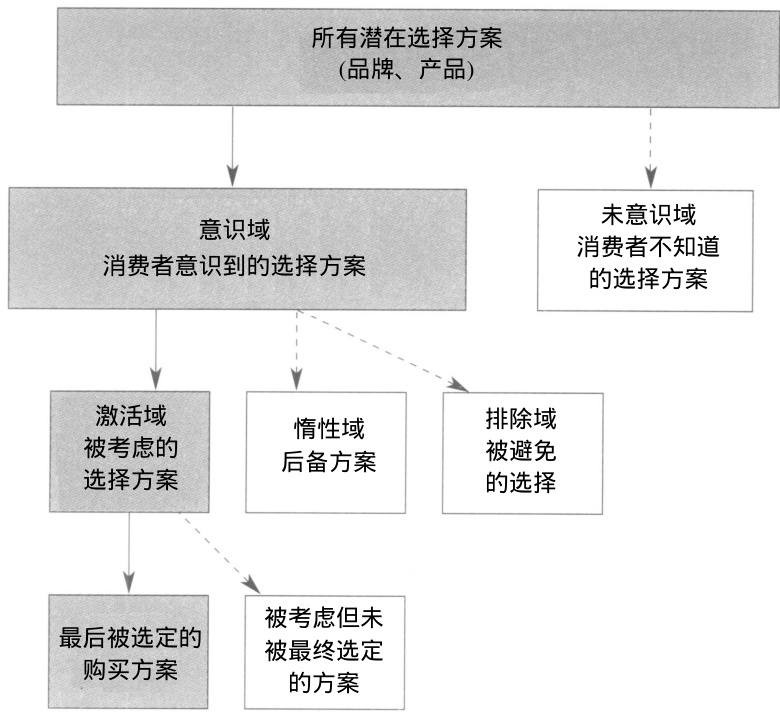 所有潜在选择方案
(品牌、产品)
意识域
消费者意识到的选择方案
未意识域
消费者不知道
的选择方案
激活域
被考虑的
选择方案
惰性域
后备方案
排除域
被避免
的选择
最后被选定的
购买方案
被考虑但未
被最终选定
的方案